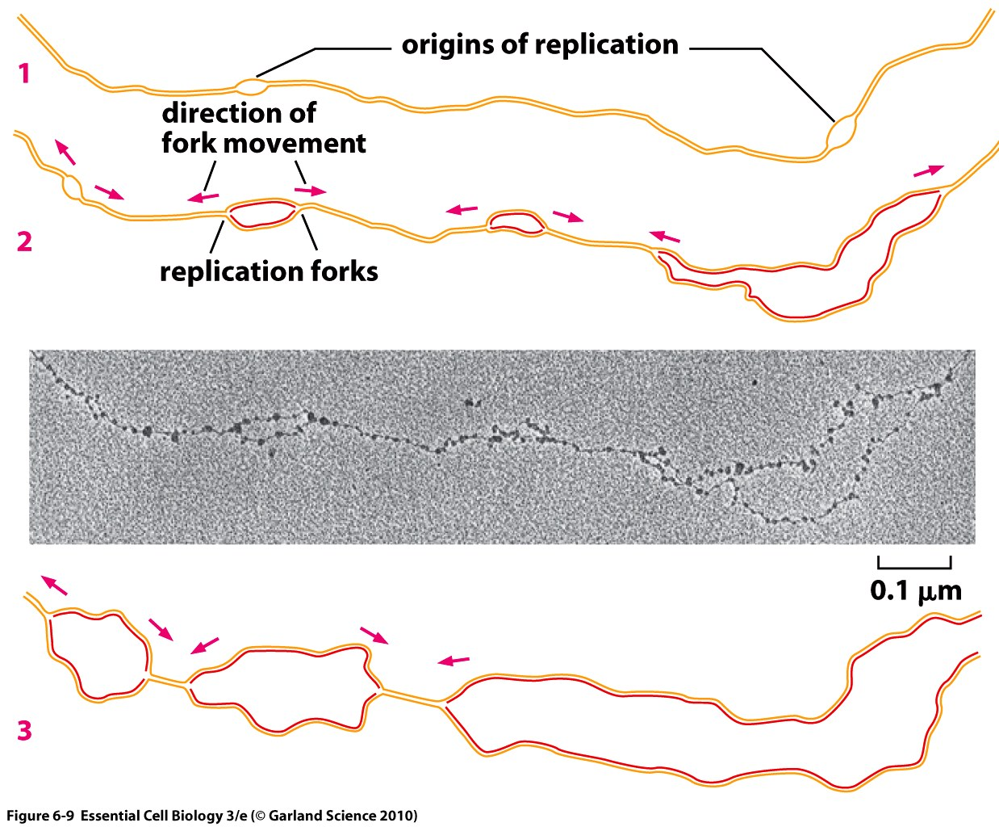 origins of replication
1
direction of
fork movement
2
replication forks
0.1 μm
3
Figure 6-9 Essential Cell Biology 3/e (© Garland Science 2010)